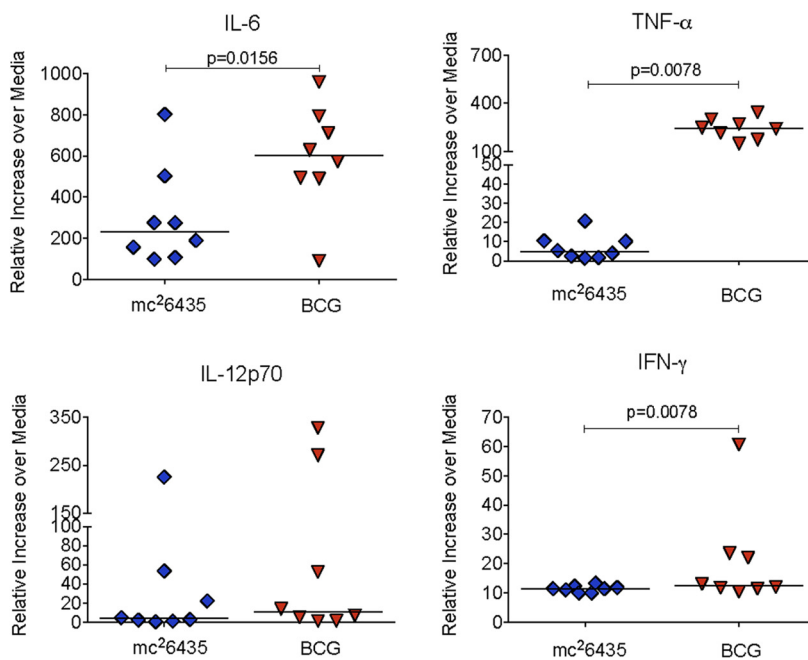 IL-6
p=0.0156
Relative Increase over Media
1000
800
600
400
200
0
mc²6435
BCG
TNF-α
p=0.0078
Relative Increase over Media
700
400
100
50
40
30
20
10
0
mc²6435
BCG
IL-12p70
Relative Increase over Media
350
250
150
100
80
60
40
20
0
mc²6435
BCG
IFN-γ
p=0.0078
Relative Increase over Media
70
60
50
40
30
20
10
0
mc²6435
BCG